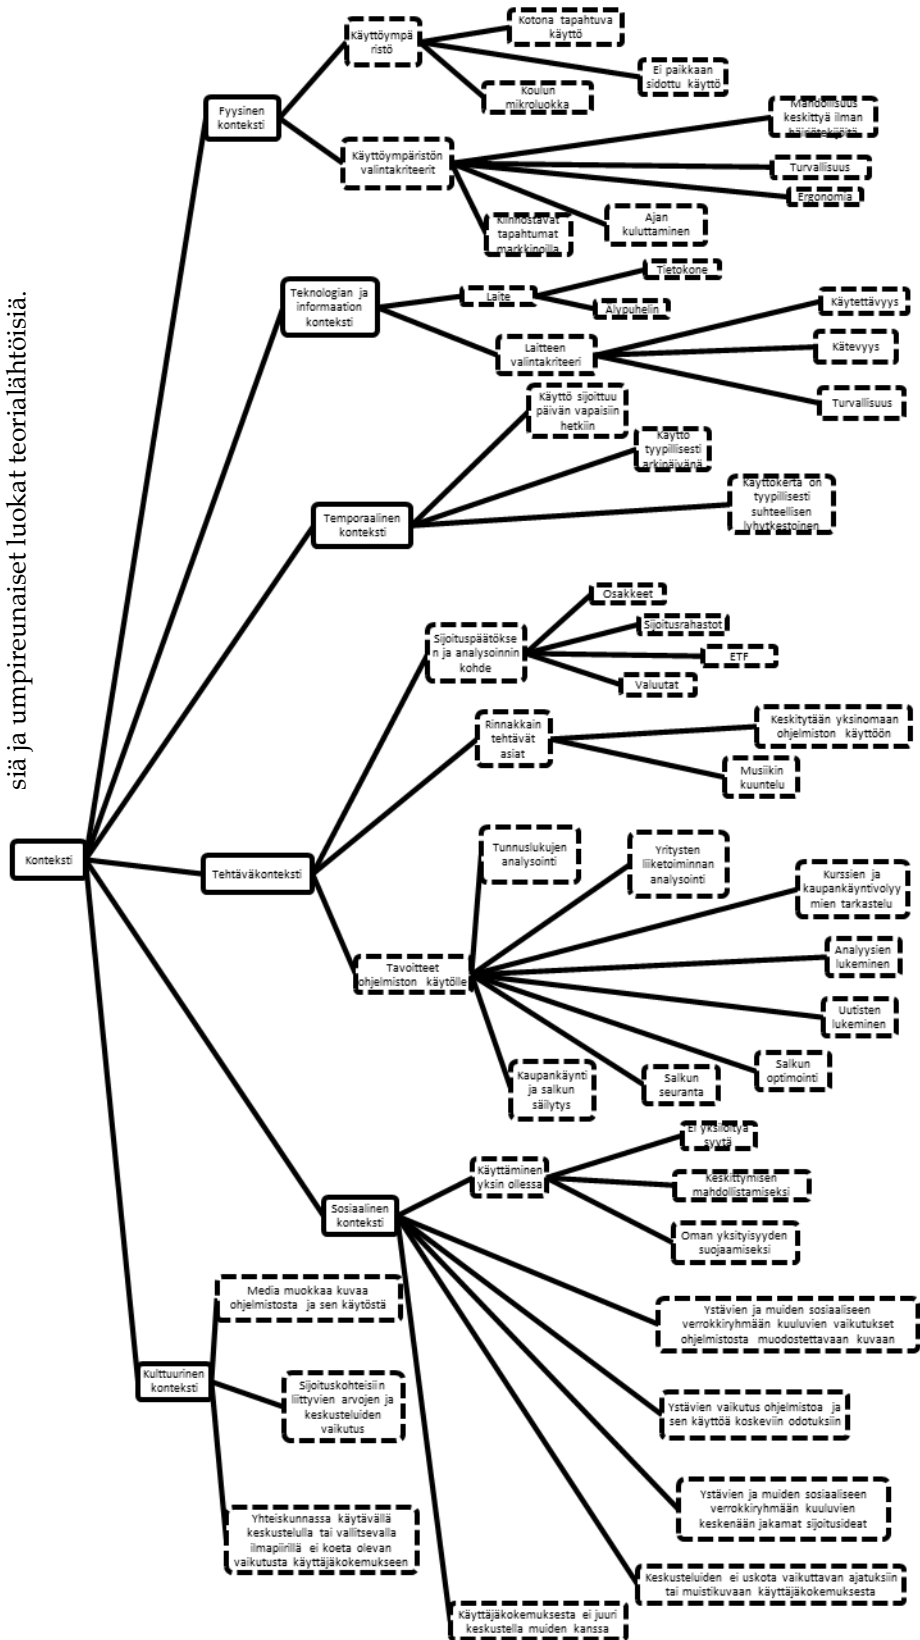 siä ja umpireunaiset luokat teorialähtöisiä.
Konteksti
Fyysinen
konteksti
Käyttöympä
ristö
Kotona tapahtuva
käyttö
Ei paikkaan
sidottu käyttö
Koulun
mikroluokka
Käyttöympäristön
valintakriteerit
Mahdollisuus
keskittyä ilman
häiriötekijöitä
Turvallisuus
Ergonomia
Ajan
kuluttaminen
Kiinnostavat
tapahtumat
markkinoilla
Teknologian ja
informaation
konteksti
Laite
Tietokone
Älypuhelin
Laitteen
valintakriteeri
Käytettävyys
Kätevyys
Turvallisuus
Temporaalinen
konteksti
Käyttö sijoittuu
päivän vapaisiin
hetkiin
Käyttö
tyypillisesti
arkipäivänä
Käyttökerta on
tyypillisesti
suhteellisen
lyhytkestoinen
Tehtäväkonteksti
Sijoituspäätökse
n ja analysoinnin
kohde
Osakkeet
Sijoitusrahastot
ETF
Valuutat
Rinnakkain
tehtävät
asiat
Keskitytään yksinomaan
ohjelmiston käyttöön
Musiikin
kuuntelu
Tavoitteet
ohjelmiston käytölle
Tunnuslukujen
analysointi
Yritysten
liiketoiminnan
analysointi
Kurssien ja
kaupankäyntivolyy
mien tarkastelu
Analyysien
lukeminen
Uutisten
lukeminen
Salkun
optimointi
Salkun
seuranta
Kaupankäynti
ja salkun
säilytys
Sosiaalinen
konteksti
Käyttäminen
yksin ollessa
Ei yksilöityä
syytä
Keskittymisen
mahdollistamiseksi
Oman yksityisyyden
suojaamiseksi
Ystävien ja muiden sosiaaliseen
verrokkiryhmään kuuluvien vaikutukset
ohjelmistosta muodostettavaan kuvaan
Ystävien vaikutus ohjelmistoa ja
sen käyttöä koskeviin odotuksiin
Ystävien ja muiden sosiaaliseen
verrokkiryhmään kuuluvien
keskenään jakamat sijoitusideat
Keskusteluiden ei uskota vaikuttavan ajatuksiin
tai muistikuvaan käyttäjäkokemuksesta
Käyttäjäkokemuksesta ei juuri
keskustella muiden kanssa
Kulttuurinen
konteksti
Media muokkaa kuvaa
ohjelmistosta ja sen käytöstä
Sijoituskohteisiin
liittyvien arvojen ja
keskusteluiden
vaikutus
Yhteiskunnassa käytävällä
keskustelulla tai vallitsevalla
ilmapiirillä ei koeta olevan
vaikutusta käyttäjäkokemukseen